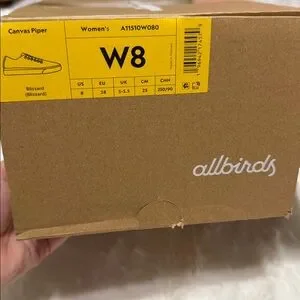 Canvas Piper Women's A11510W080
W8
Blizzard
(Blizzard)
US EU UK CM CHN
8 38 5-5.5 25 250/90
allbirds